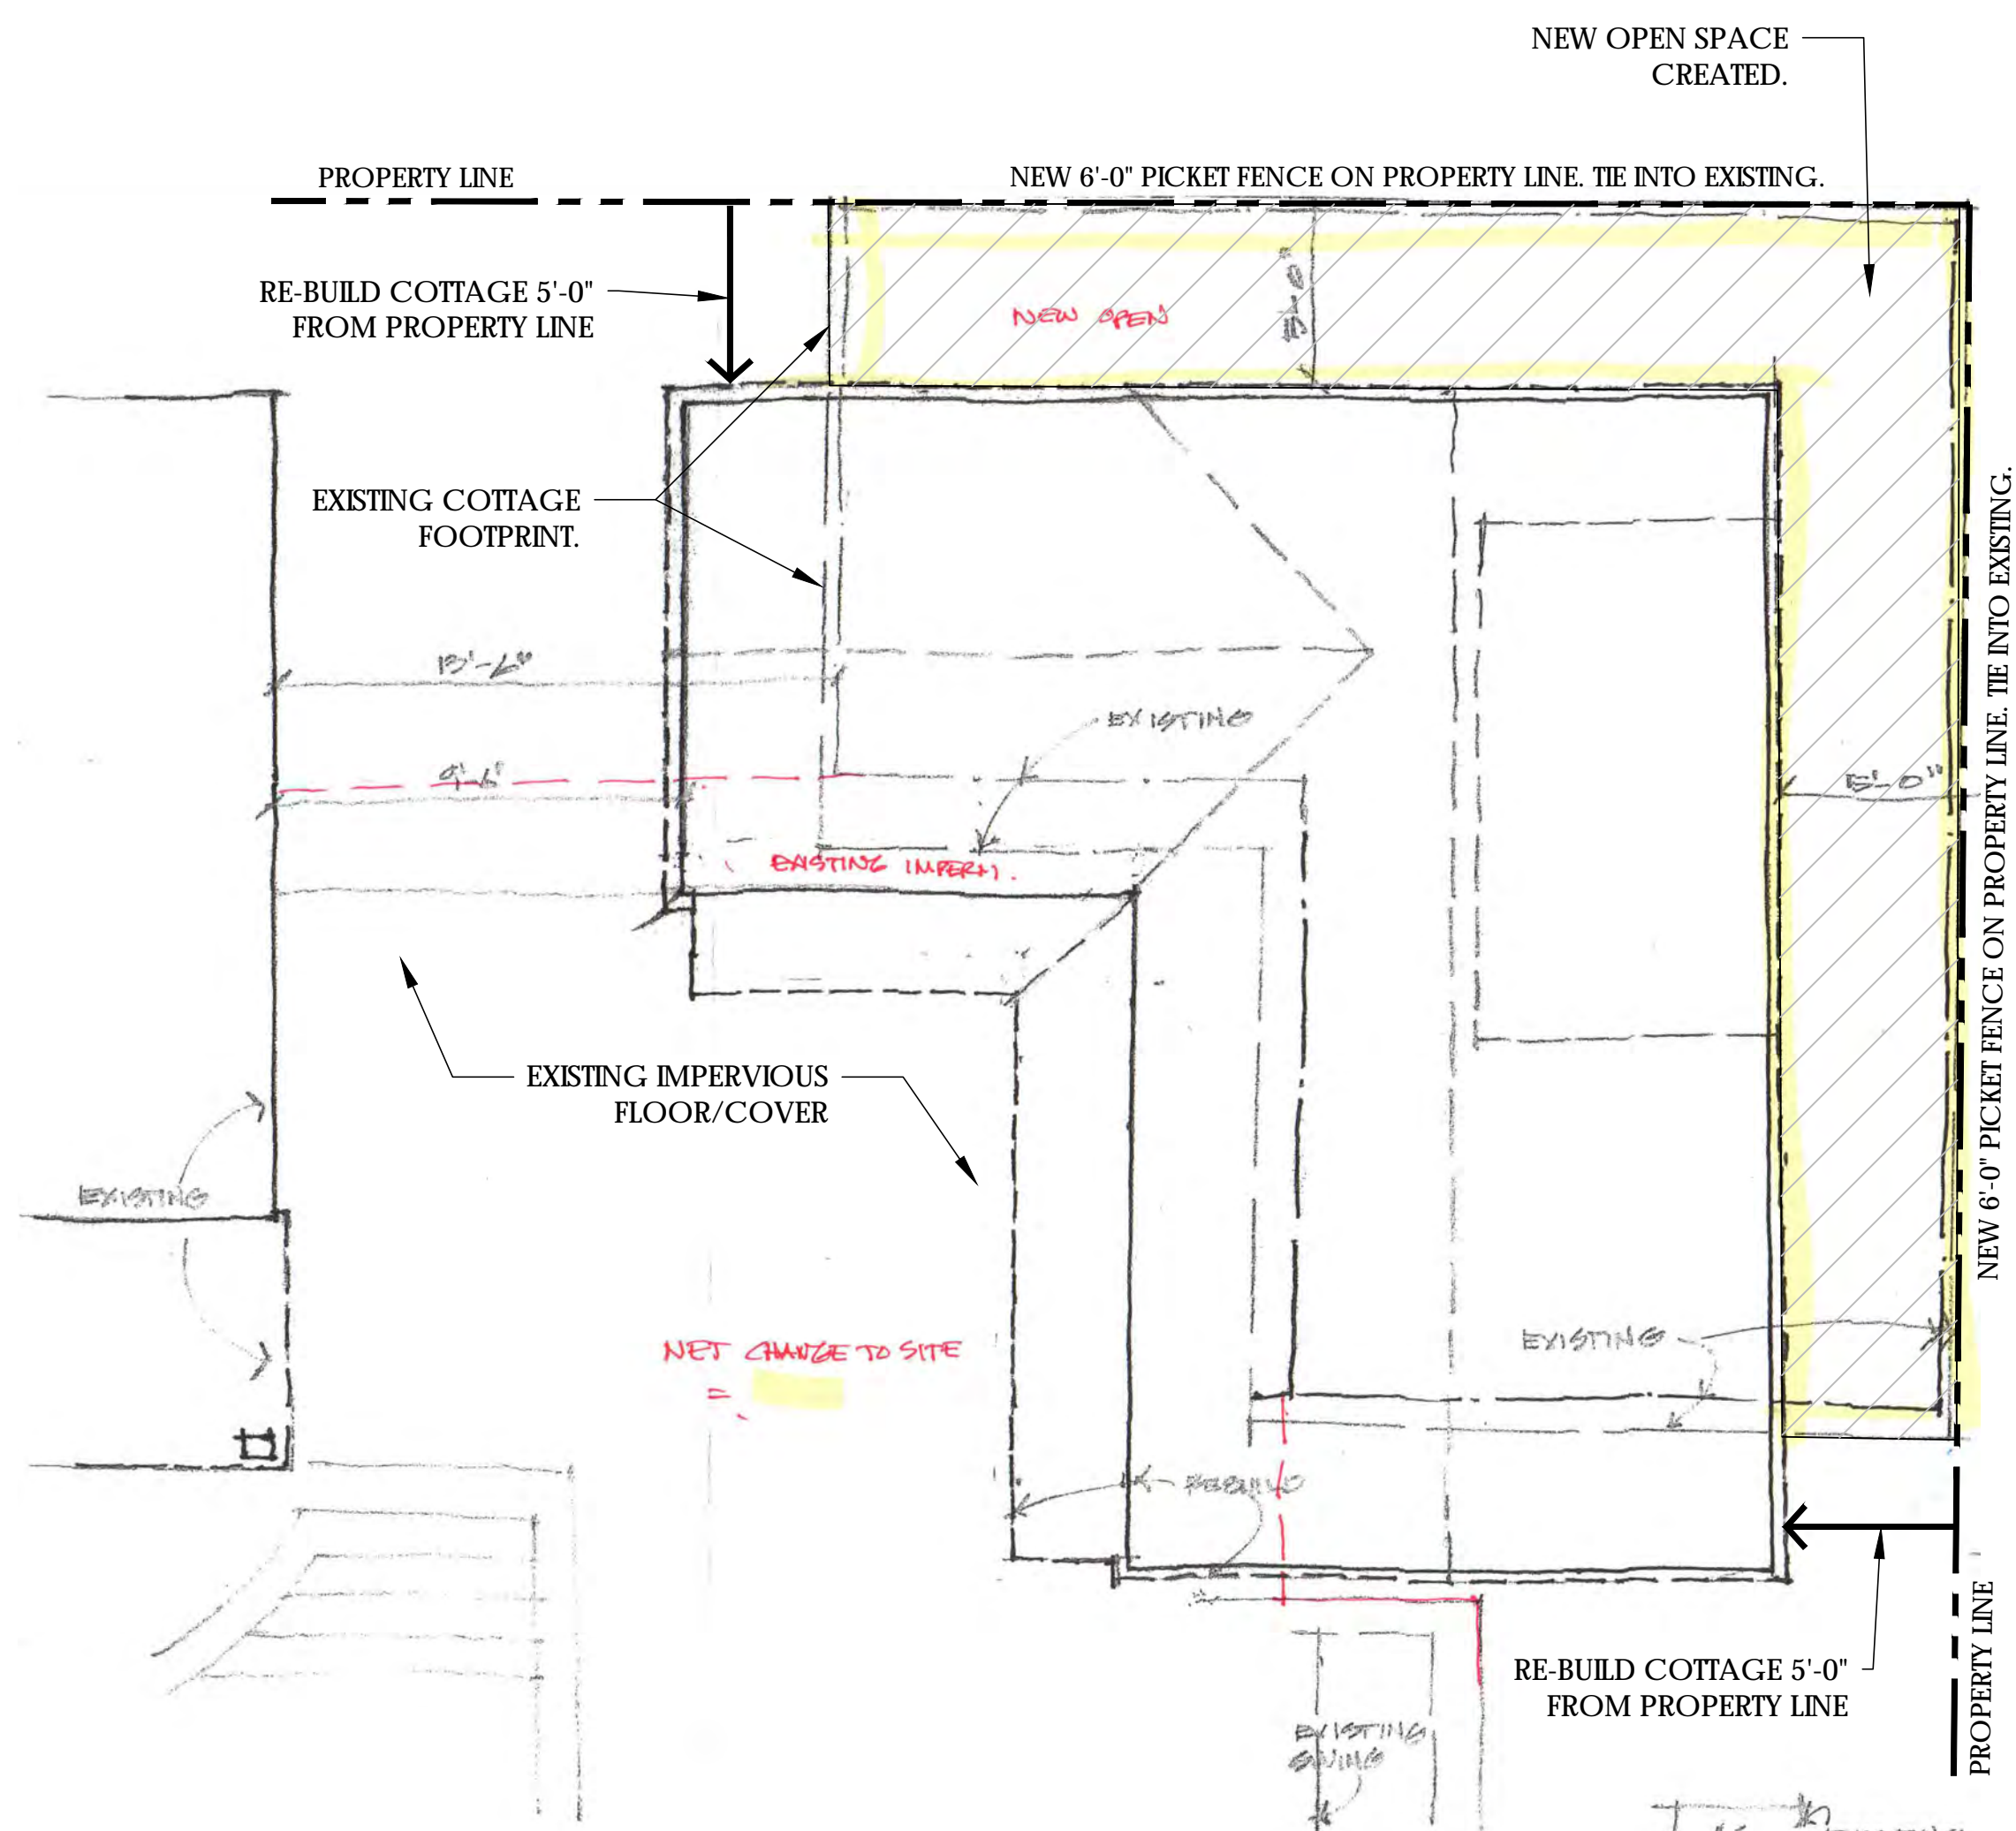 NEW OPEN SPACE
CREATED.
PROPERTY LINE
NEW 6'-0" PICKET FENCE ON PROPERTY LINE. TIE INTO EXISTING.
RE-BUILD COTTAGE 5'-0"
FROM PROPERTY LINE
NEW OPEN
5'-0"
EXISTING COTTAGE
FOOTPRINT.
NEW 6'-0" PICKET FENCE ON PROPERTY LINE. TIE INTO EXISTING.
13'-6"
EXISTING
9'-6"
5'-0"
EXISTING IMPERM.
EXISTING IMPERVIOUS
FLOOR/COVER
EXISTING
NET CHANGE TO SITE
=
EXISTING
REBUILD
RE-BUILD COTTAGE 5'-0"
FROM PROPERTY LINE
PROPERTY LINE
EXISTING
SWING